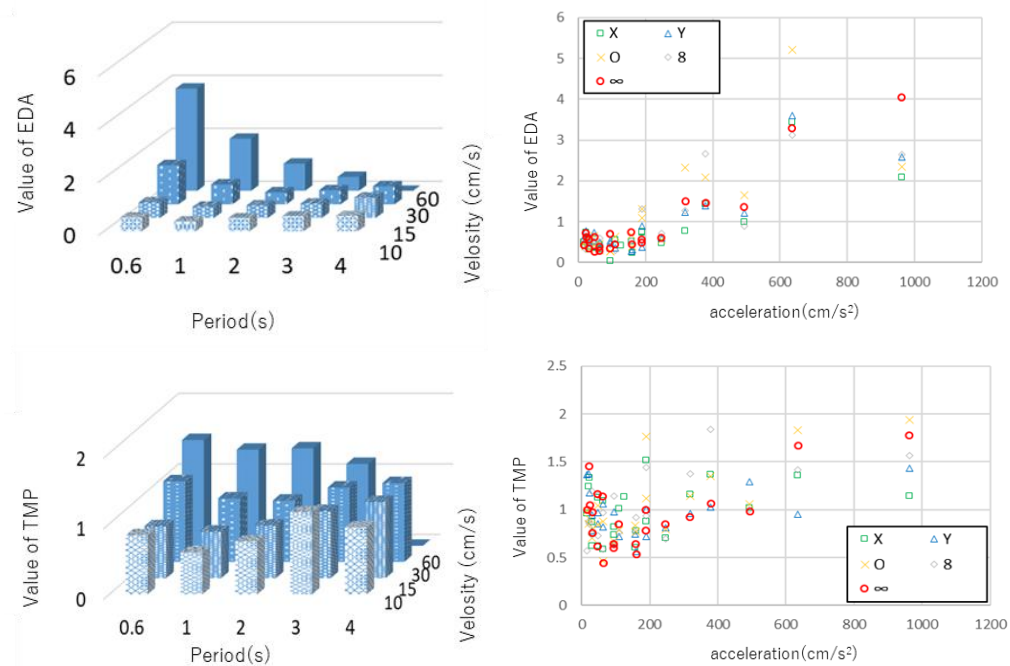 6
4
2
0
Value of EDA
0.6 1 2 3 4
Period(s)
60
30
15
10
Velosity (cm/s)
6
5
4
3
2
1
0
Value of EDA
X Y
O 8
∞
0 200 400 600 800 1000 1200
acceleration(cm/s²)
2
1
0
Value of TMP
0.6 1 2 3 4
Period(s)
60
30
15
10
Velosity (cm/s)
2.5
2
1.5
1
0.5
0
Value of TMP
X Y
O 8
∞
0 200 400 600 800 1000 1200
acceleration(cm/s²)